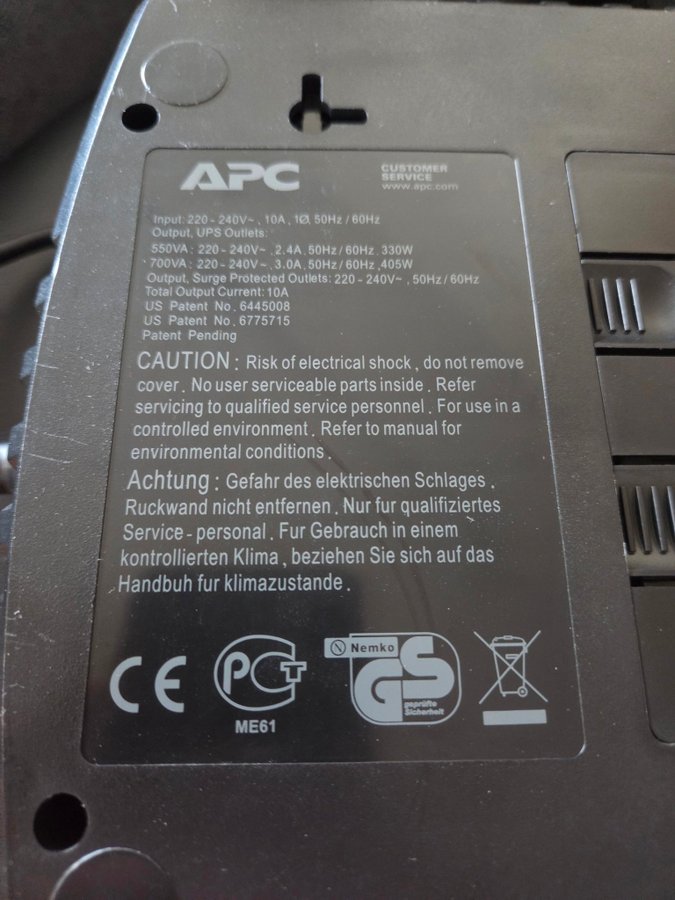 APC
CUSTOMER
SERVICE
www.apc.com
Input: 220 - 240V~ , 10A, 1Ø, 50Hz / 60Hz
Output, UPS Outlets:
550VA : 220 - 240V~ , 2.4A, 50Hz / 60Hz, 330W
700VA : 220 - 240V~ , 3.0A, 50Hz / 60Hz, 405W
Output, Surge Protected Outlets: 220 - 240V~ , 50Hz / 60Hz
Total Output Current: 10A
US Patent No. 6445008
US Patent No. 6775715
Patent Pending
CAUTION : Risk of electrical shock , do not remove
cover . No user serviceable parts inside . Refer
servicing to qualified service personnel . For use in a
controlled environment . Refer to manual for
environmental conditions .
Achtung : Gefahr des elektrischen Schlages .
Ruckwand nicht entfernen . Nur fur qualifiziertes
Service - personal . Fur Gebrauch in einem
kontrollierten Klima , beziehen Sie sich auf das
Handbuh fur klimazustande .
CE
PCT
ME61
N Nemko
GS
geprüfte
Sicherheit